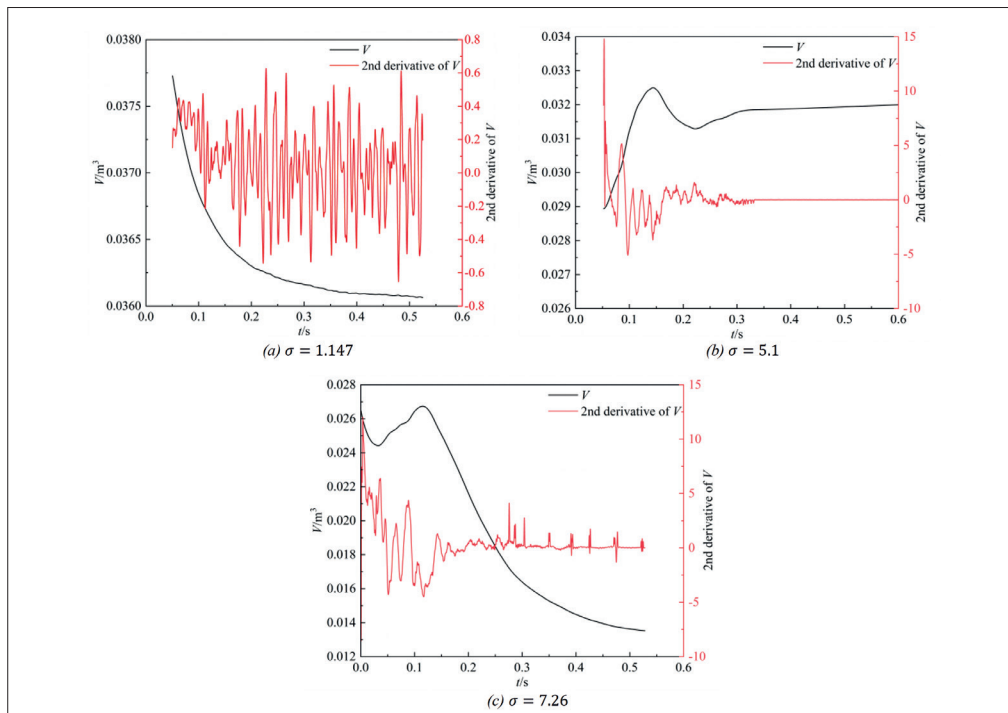 0.0380
0.0375
0.0370
0.0365
0.0360
V/m³
0.0 0.1 0.2 0.3 0.4 0.5 0.6
t/s
V
2nd derivative of V
0.8
0.6
0.4
0.2
0.0
-0.2
-0.4
-0.6
-0.8
2nd derivative of V
(a) σ = 1.147
0.034
0.033
0.032
0.031
0.030
0.029
0.028
0.027
0.026
V/m³
0.0 0.1 0.2 0.3 0.4 0.5 0.6
t/s
V
2nd derivative of V
15
10
5
0
-5
-10
2nd derivative of V
(b) σ = 5.1
0.028
0.026
0.024
0.022
0.020
0.018
0.016
0.014
0.012
V/m³
0.0 0.1 0.2 0.3 0.4 0.5 0.6
t/s
V
2nd derivative of V
15
10
5
0
-5
-10
2nd derivative of V
(c) σ = 7.26